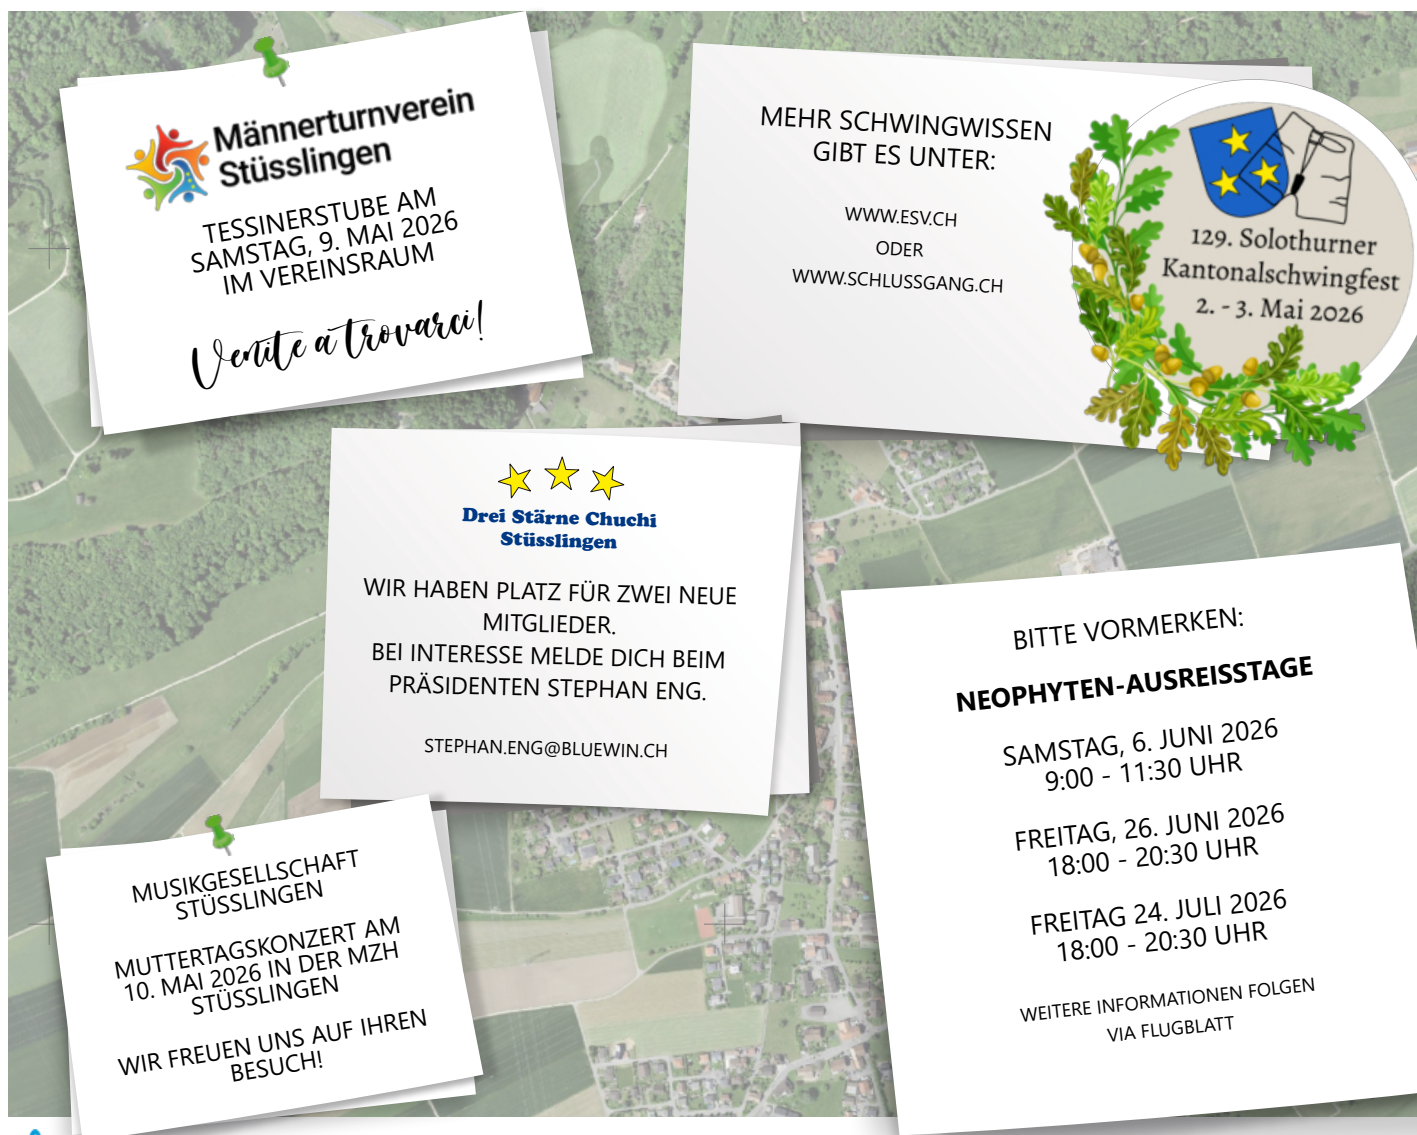 Männerturnverein
Stüsslingen
TESSINERSTUBE AM
SAMSTAG, 9. MAI 2026
IM VEREINSRAUM
Venite a trovarci!
MEHR SCHWINGWISSEN
GIBT ES UNTER:
WWW.ESV.CH
ODER
WWW.SCHLUSSGANG.CH
129. Solothurner
Kantonalschwingfest
2. - 3. Mai 2026
Drei Stärne Chuchi
Stüsslingen
WIR HABEN PLATZ FÜR ZWEI NEUE
MITGLIEDER.
BEI INTERESSE MELDE DICH BEIM
PRÄSIDENTEN STEPHAN ENG.
STEPHAN.ENG@BLUEWIN.CH
BITTE VORMERKEN:
NEOPHYTEN-AUSREISSTAGE
SAMSTAG, 6. JUNI 2026
9:00 - 11:30 UHR
FREITAG, 26. JUNI 2026
18:00 - 20:30 UHR
FREITAG 24. JULI 2026
18:00 - 20:30 UHR
WEITERE INFORMATIONEN FOLGEN
VIA FLUGBLATT
MUSIKGESELLSCHAFT
STÜSSLINGEN
MUTTERTAGSKONZERT AM
10. MAI 2026 IN DER MZH
STÜSSLINGEN
WIR FREUEN UNS AUF IHREN
BESUCH!